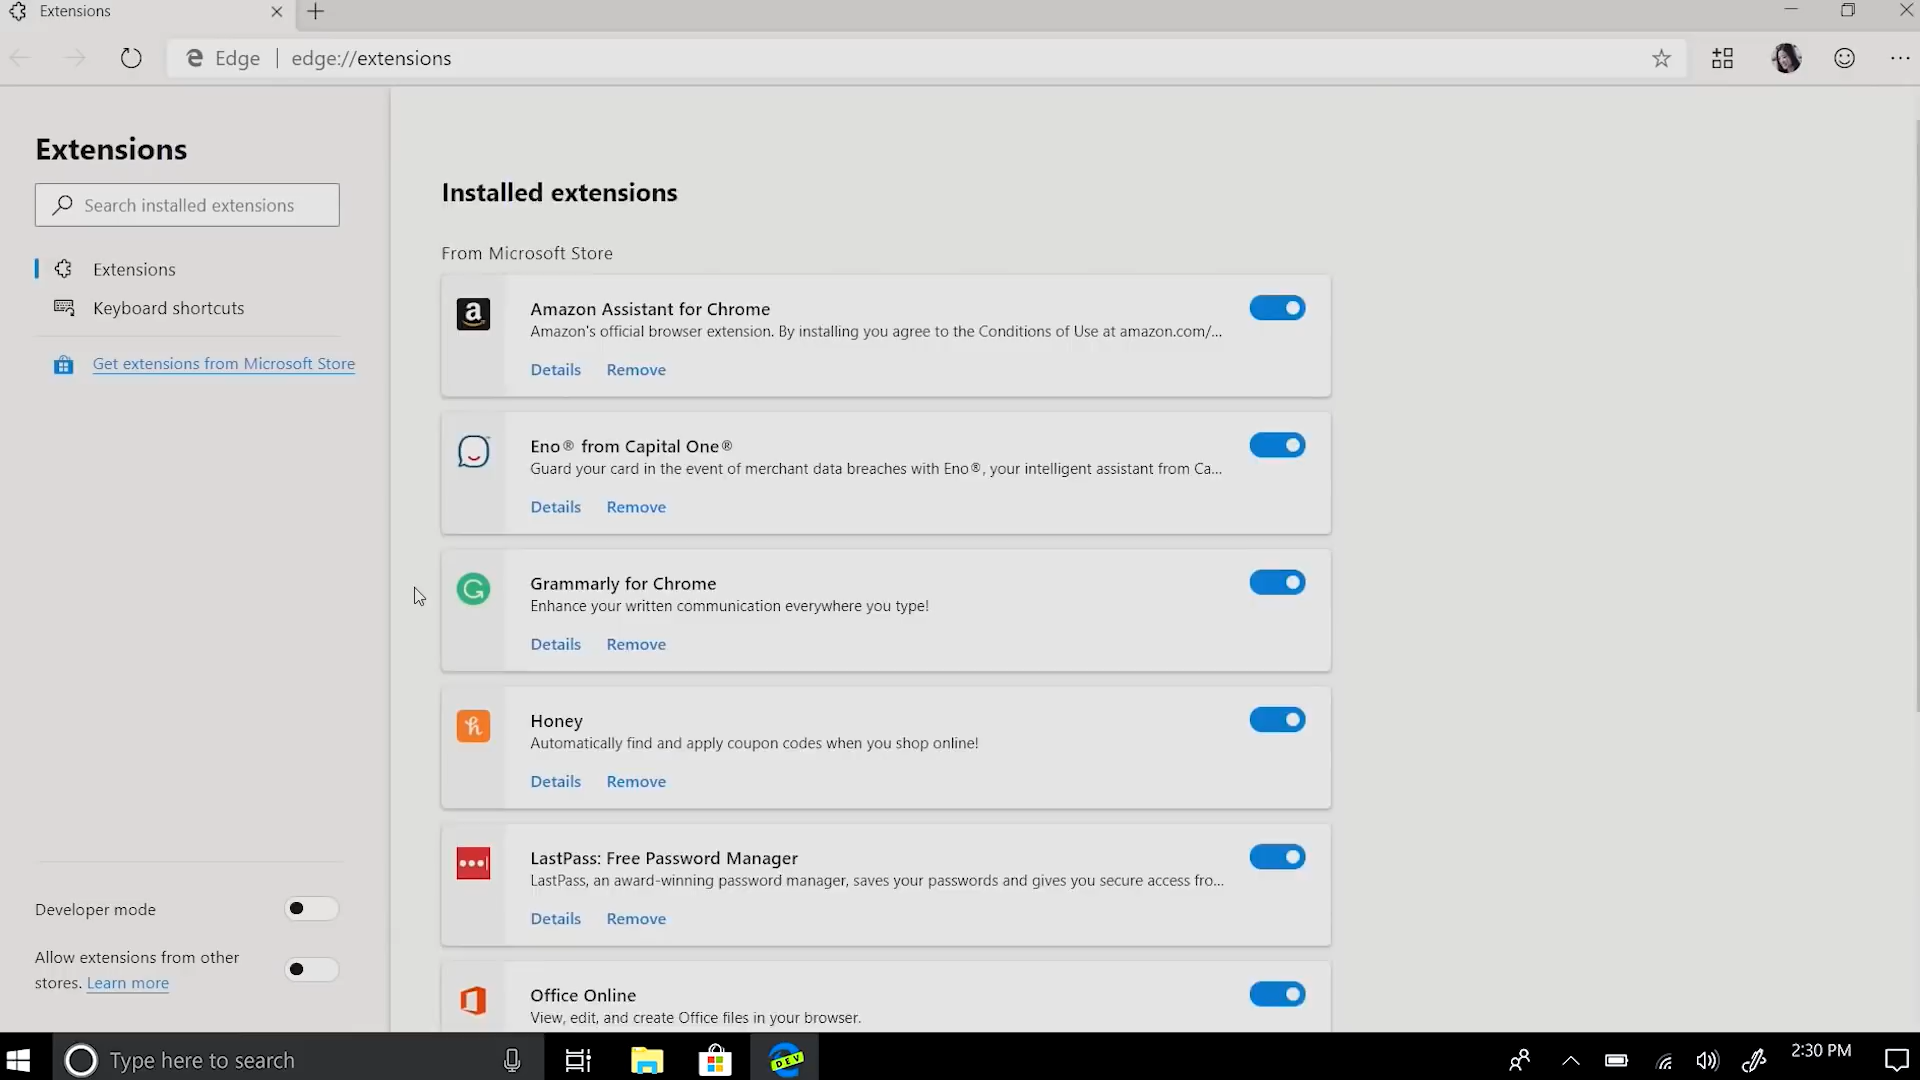 Extensions
Edge
edge://extensions
Extensions
Search installed extensions
Extensions
Keyboard shortcuts
Get extensions from Microsoft Store
Developer mode
Allow extensions from other
stores. Learn more
Installed extensions
From Microsoft Store
a
Amazon Assistant for Chrome
Amazon's official browser extension. By installing you agree to the Conditions of Use at amazon.com/...
Details Remove
Eno® from Capital One®
Guard your card in the event of merchant data breaches with Eno®, your intelligent assistant from Ca...
Details Remove
Grammarly for Chrome
Enhance your written communication everywhere you type!
Details Remove
h
Honey
Automatically find and apply coupon codes when you shop online!
Details Remove
LastPass: Free Password Manager
LastPass, an award-winning password manager, saves your passwords and gives you secure access fro...
Details Remove
Office Online
View, edit, and create Office files in your browser.
Type here to search
DEV
2:30 PM